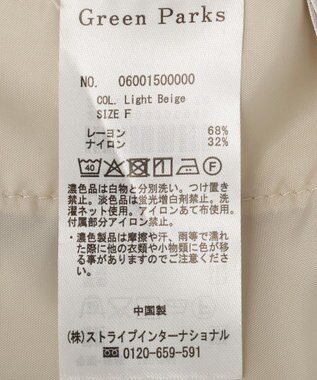 Green Parks
NO. 06001500000
COL. Light Beige
SIZE F
レーヨン 68%
ナイロン 32%
40 F
濃色品は白物と分別洗い。つけ置き
禁止。淡色品は蛍光増白剤禁止。洗
濯ネット使用。アイロンあて布使用。
付属部分アイロン禁止。
・濃色製品は摩擦や汗、雨等で濡れ
た際に他の衣類や小物類に色が移
る事がありますのでご注意下さい。
中国製
(株)ストライプインターナショナル
0120-659-591